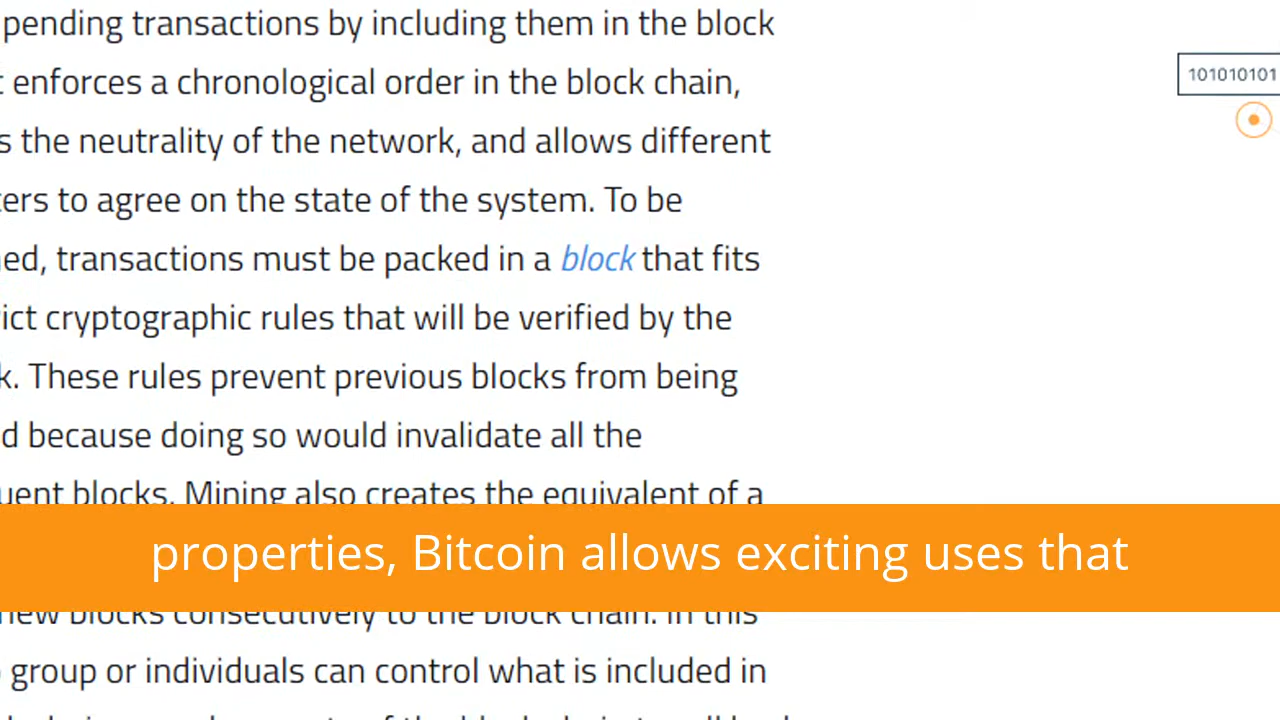 pending transactions by including them in the block
enforces a chronological order in the block chain,
101010101
the neutrality of the network, and allows different
to agree on the state of the system. To be
transactions must be packed in a block that fits
cryptographic rules that will be verified by the
These rules prevent previous blocks from being
because doing so would invalidate all the
blocks. Mining also creates the equivalent of a
properties, Bitcoin allows exciting uses that
new blocks consecutively to the block chain. In this
group or individuals can control what is included in